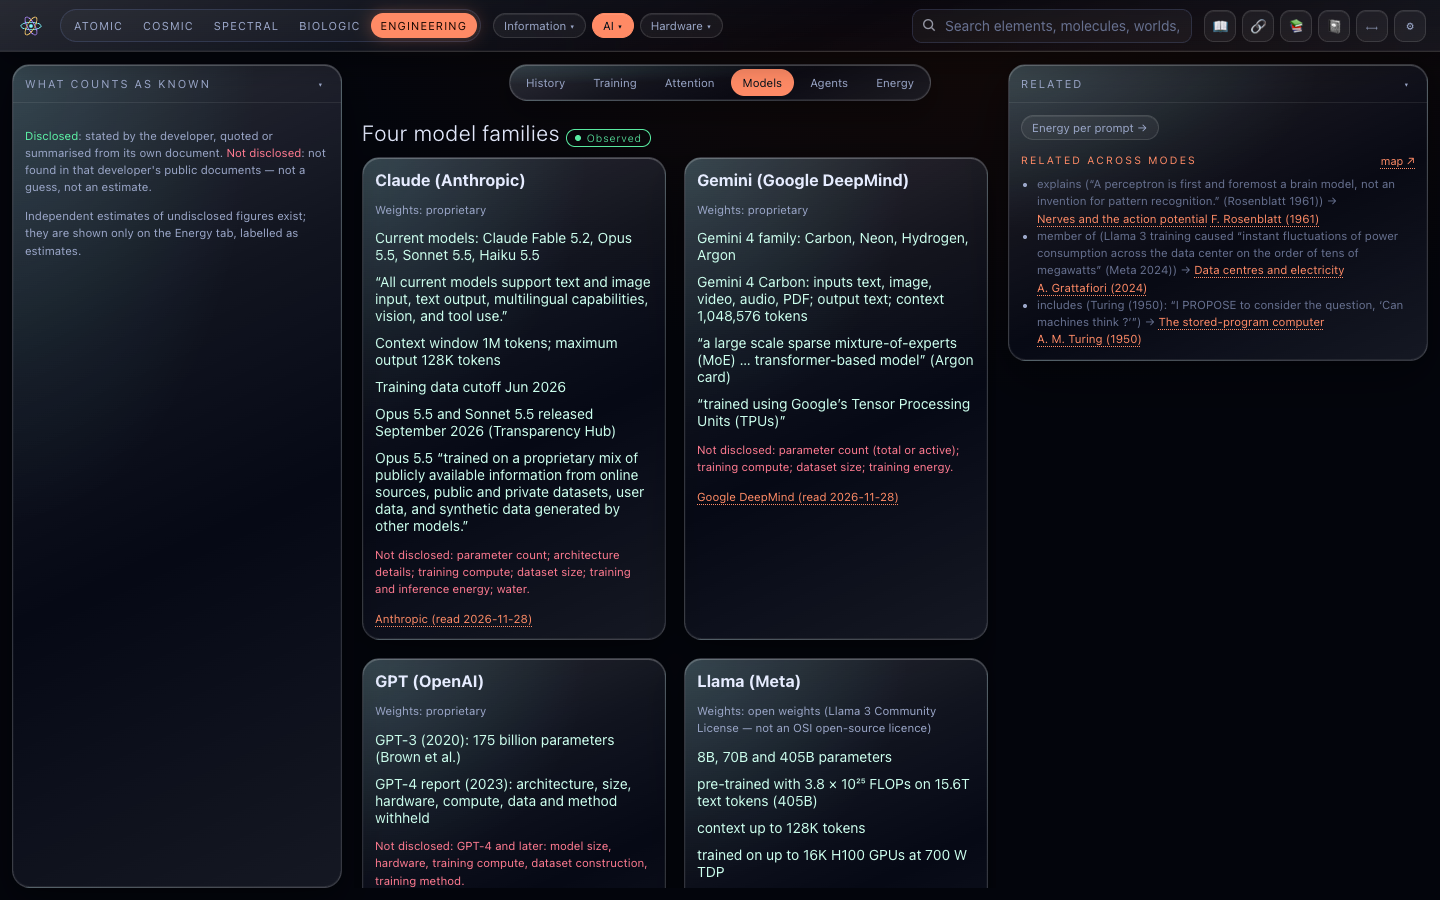 ATOMIC COSMIC SPECTRAL BIOLOGIC ENGINEERING Information ▾ AI ▾ Hardware ▾ Search elements, molecules, worlds,
WHAT COUNTS AS KNOWN
Disclosed: stated by the developer, quoted or
summarised from its own document. Not disclosed: not
found in that developer's public documents — not a
guess, not an estimate.
Independent estimates of undisclosed figures exist;
they are shown only on the Energy tab, labelled as
estimates.
History Training Attention Models Agents Energy
Four model families Observed
Claude (Anthropic)
Weights: proprietary
Current models: Claude Fable 5.2, Opus
5.5, Sonnet 5.5, Haiku 5.5
“All current models support text and image
input, text output, multilingual capabilities,
vision, and tool use.”
Context window 1M tokens; maximum
output 128K tokens
Training data cutoff Jun 2026
Opus 5.5 and Sonnet 5.5 released
September 2026 (Transparency Hub)
Opus 5.5 “trained on a proprietary mix of
publicly available information from online
sources, public and private datasets, user
data, and synthetic data generated by
other models.”
Not disclosed: parameter count; architecture
details; training compute; dataset size; training
and inference energy; water.
Anthropic (read 2026-11-28)
Gemini (Google DeepMind)
Weights: proprietary
Gemini 4 family: Carbon, Neon, Hydrogen,
Argon
Gemini 4 Carbon: inputs text, image,
video, audio, PDF; output text; context
1,048,576 tokens
“a large scale sparse mixture-of-experts
(MoE) … transformer-based model” (Argon
card)
“trained using Google’s Tensor Processing
Units (TPUs)”
Not disclosed: parameter count (total or active);
training compute; dataset size; training energy.
Google DeepMind (read 2026-11-28)
GPT (OpenAI)
Weights: proprietary
GPT-3 (2020): 175 billion parameters
(Brown et al.)
GPT-4 report (2023): architecture, size,
hardware, compute, data and method
withheld
Not disclosed: GPT-4 and later: model size,
hardware, training compute, dataset construction,
training method.
Llama (Meta)
Weights: open weights (Llama 3 Community
License — not an OSI open-source licence)
8B, 70B and 405B parameters
pre-trained with 3.8 × 10²⁵ FLOPs on 15.6T
text tokens (405B)
context up to 128K tokens
trained on up to 16K H100 GPUs at 700 W
TDP
RELATED
Energy per prompt →
RELATED ACROSS MODES map ↗
explains (“A perceptron is first and foremost a brain model, not an
invention for pattern recognition.” (Rosenblatt 1961)) →
Nerves and the action potential F. Rosenblatt (1961)
member of (Llama 3 training caused “instant fluctuations of power
consumption across the data center on the order of tens of
megawatts” (Meta 2024)) → Data centres and electricity
A. Grattafiori (2024)
includes (Turing (1950): “I PROPOSE to consider the question, ‘Can
machines think ?’”) → The stored-program computer
A. M. Turing (1950)